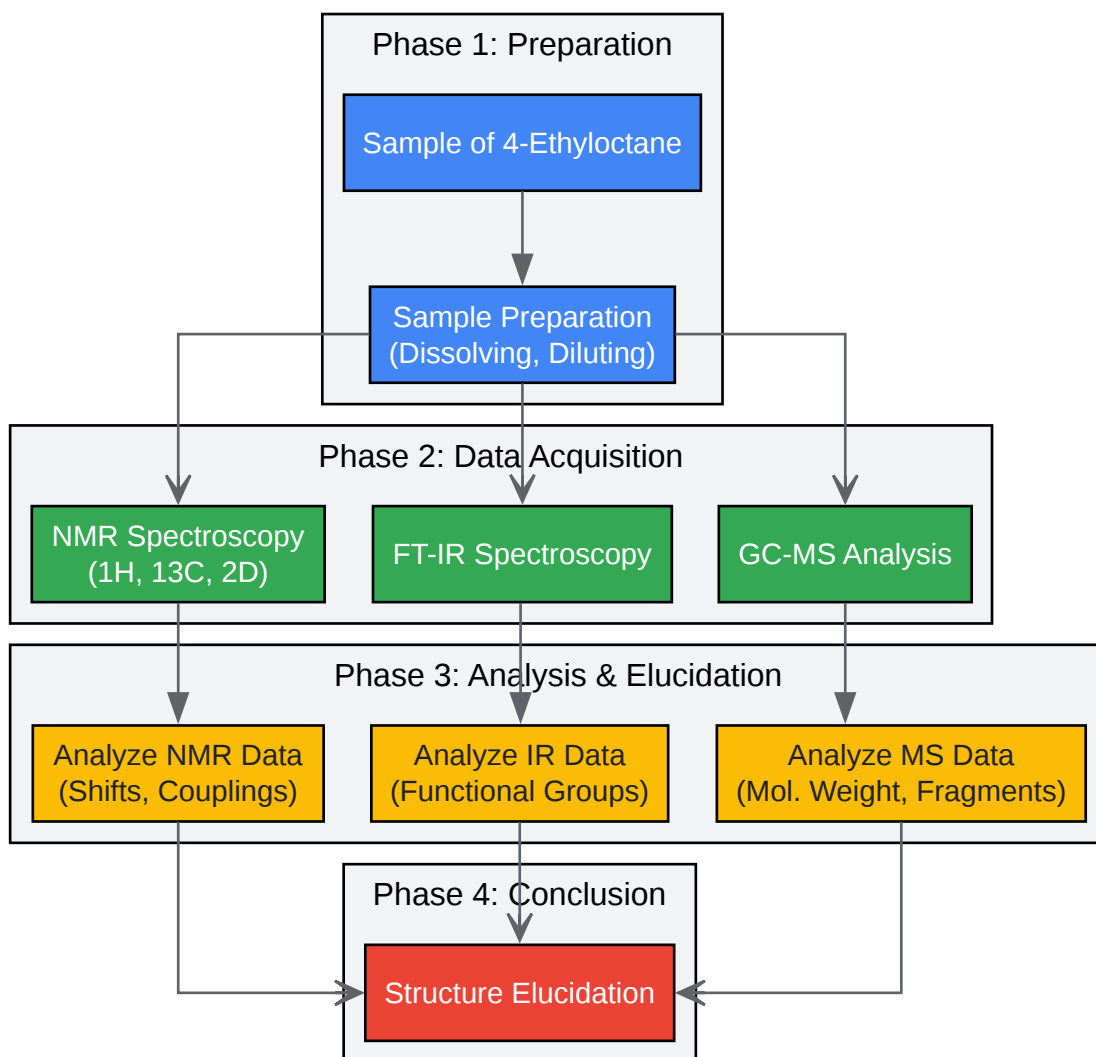 Phase 1: Preparation
Sample of 4-Ethyloctane
Sample Preparation
(Dissolving, Diluting)
Phase 2: Data Acquisition
NMR Spectroscopy
(1H, 13C, 2D)
FT-IR Spectroscopy
GC-MS Analysis
Phase 3: Analysis & Elucidation
Analyze NMR Data
(Shifts, Couplings)
Analyze IR Data
(Functional Groups)
Analyze MS Data
(Mol. Weight, Fragments)
Phase 4: Conclusion
Structure Elucidation